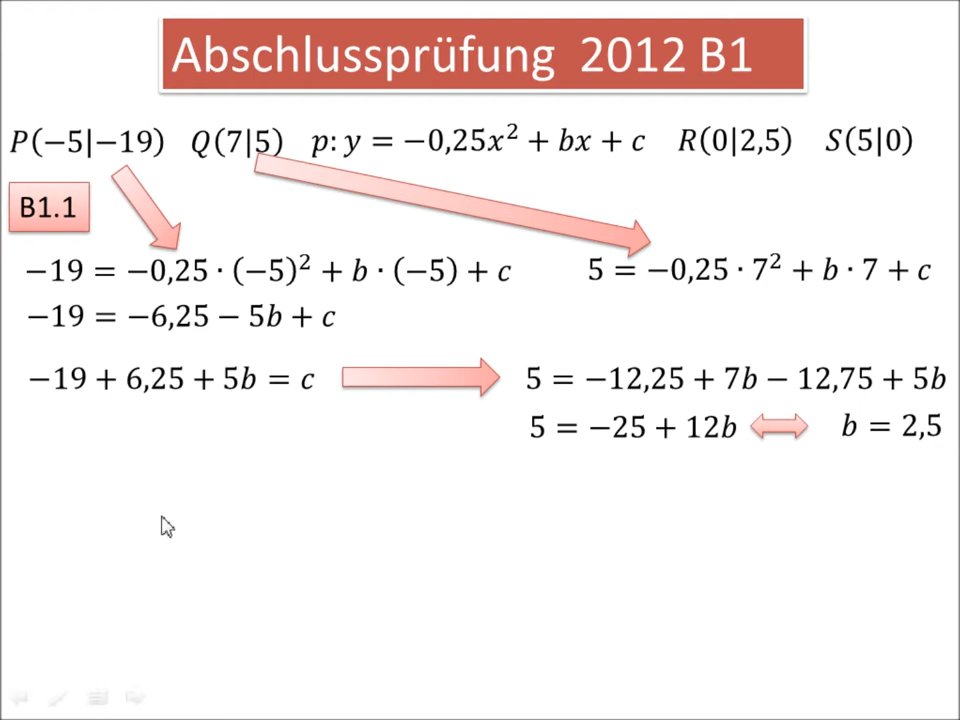 Abschlussprüfung 2012 B1
P(−5|−19) Q(7|5) p: y = −0,25x² + bx + c R(0|2,5) S(5|0)
B1.1
−19 = −0,25 · (−5)² + b · (−5) + c
5 = −0,25 · 7² + b · 7 + c
−19 = −6,25 − 5b + c
−19 + 6,25 + 5b = c
5 = −12,25 + 7b − 12,75 + 5b
5 = −25 + 12b
b = 2,5